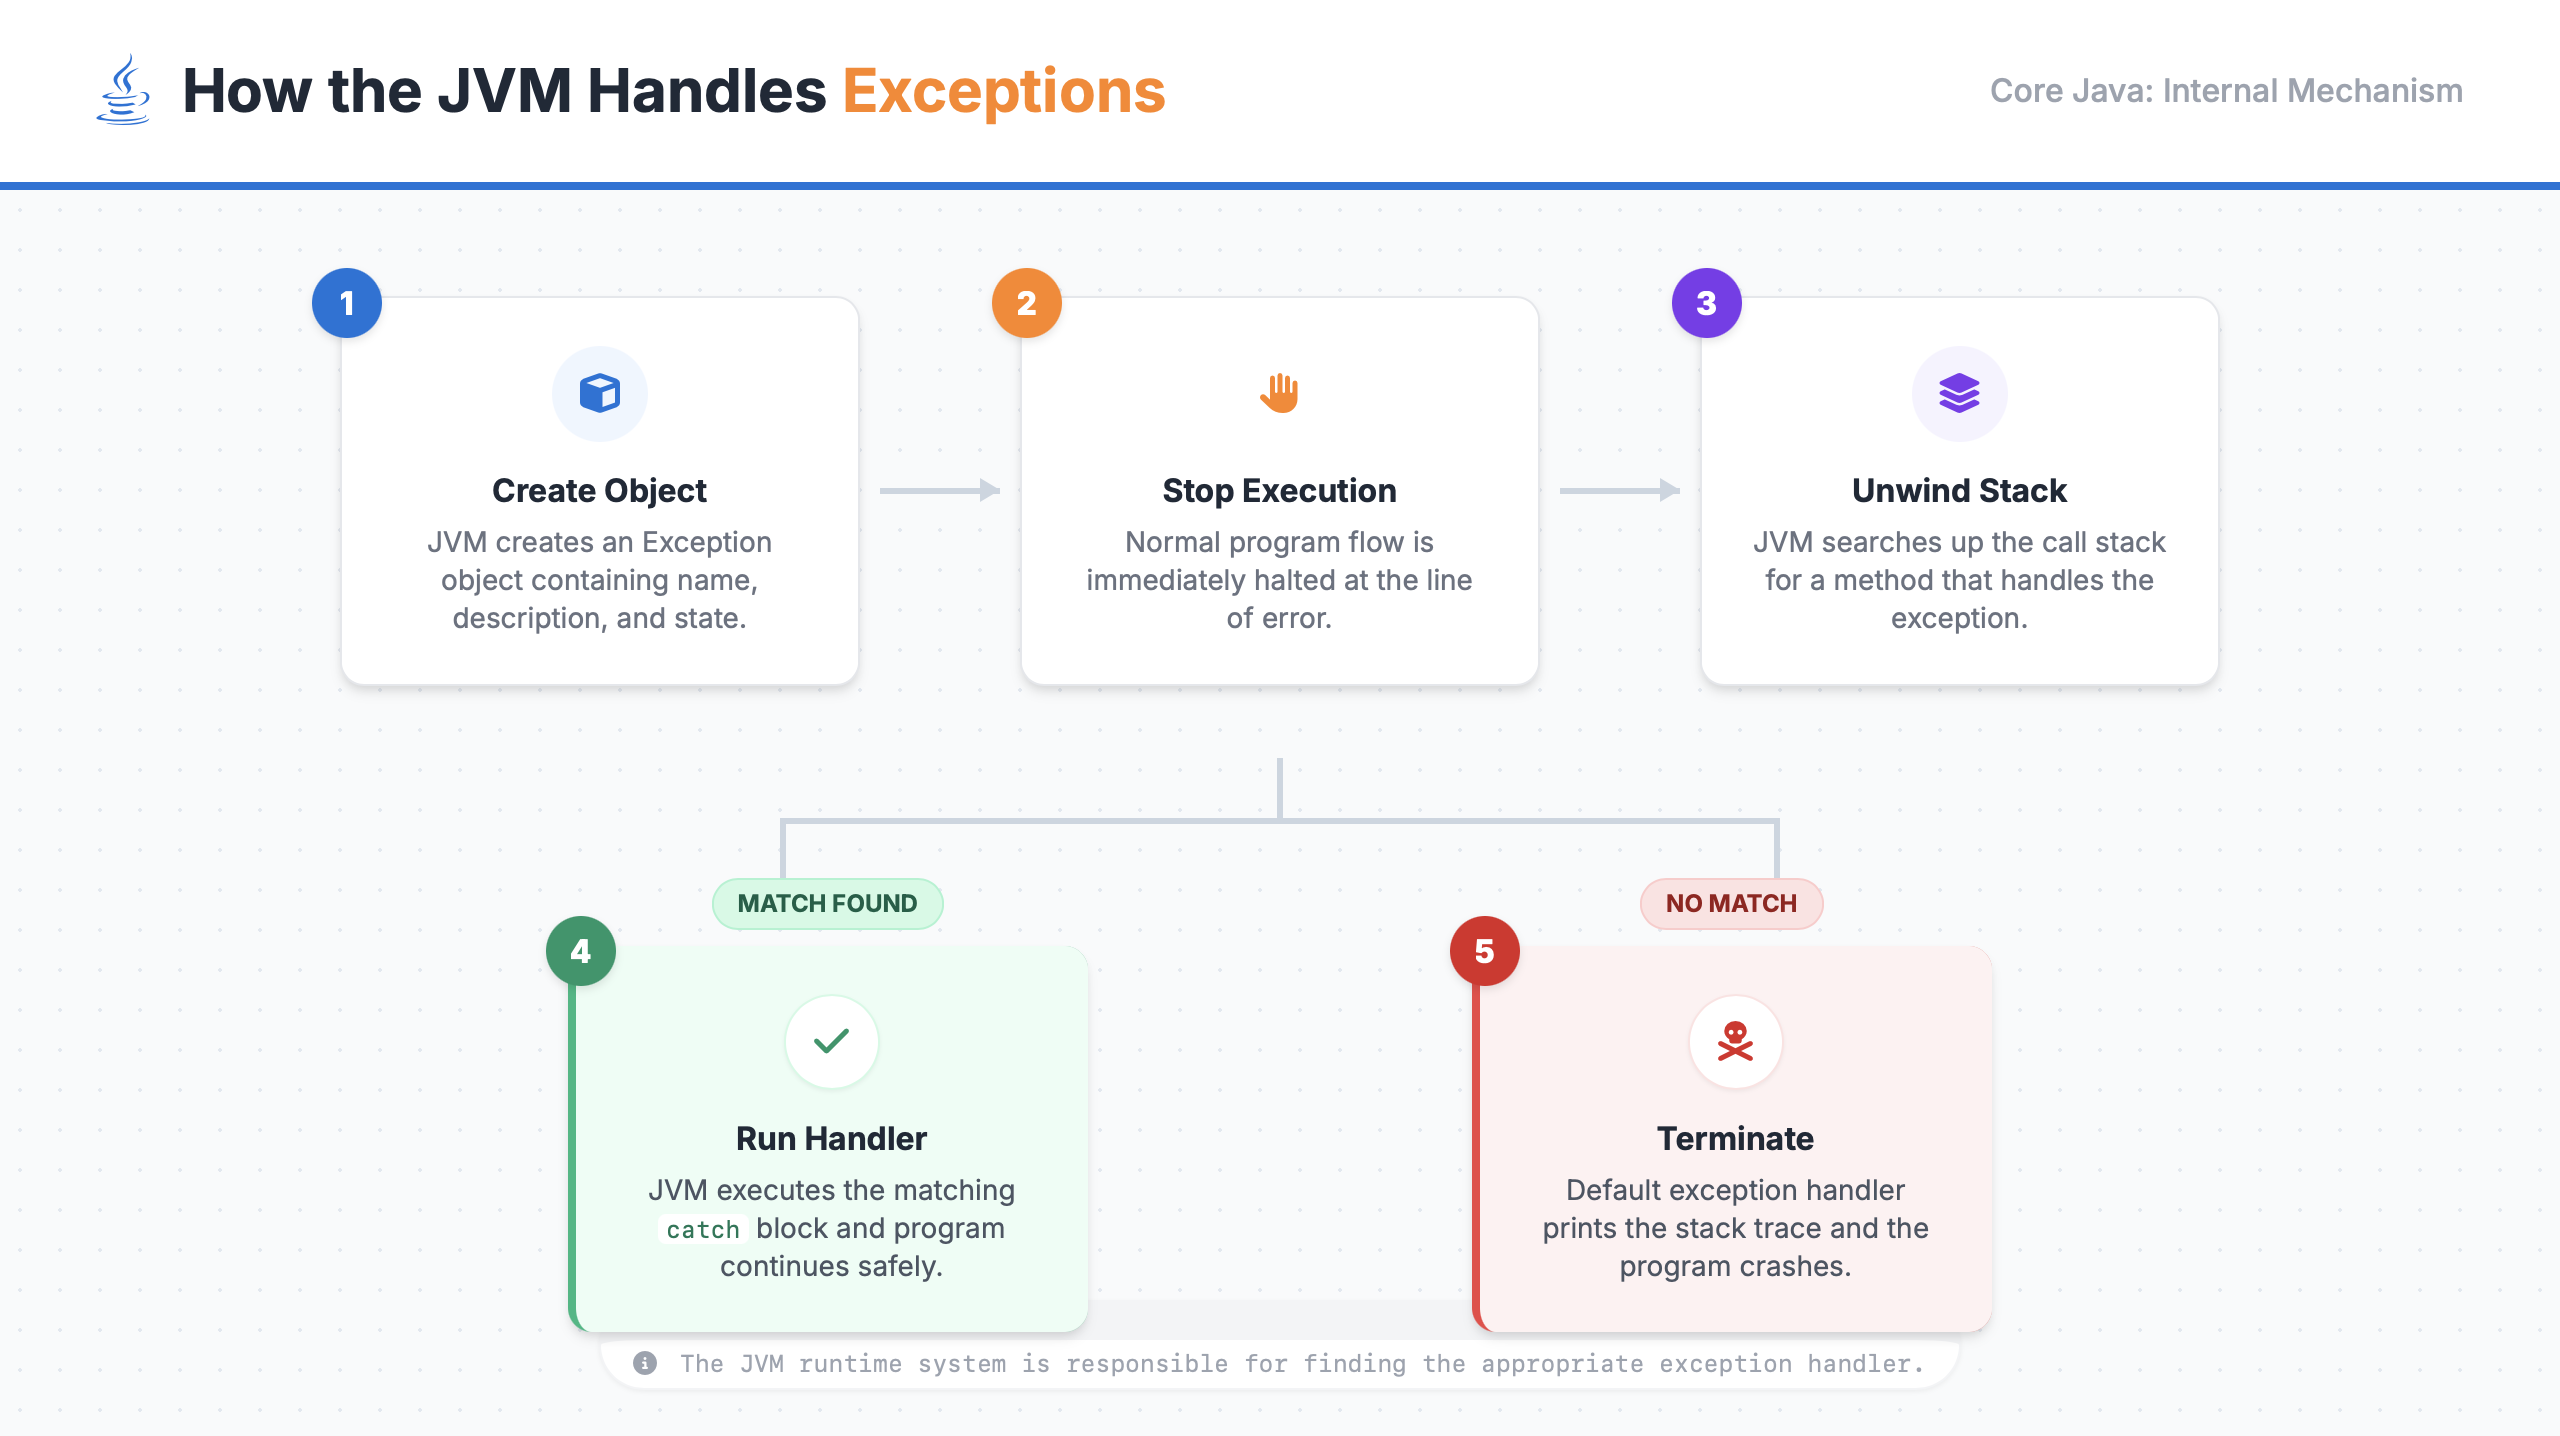 How the JVM Handles Exceptions
Core Java: Internal Mechanism
1
Create Object
JVM creates an Exception
object containing name,
description, and state.
2
Stop Execution
Normal program flow is
immediately halted at the line
of error.
3
Unwind Stack
JVM searches up the call stack
for a method that handles the
exception.
MATCH FOUND
4
Run Handler
JVM executes the matching
catch block and program
continues safely.
NO MATCH
5
Terminate
Default exception handler
prints the stack trace and the
program crashes.
The JVM runtime system is responsible for finding the appropriate exception handler.